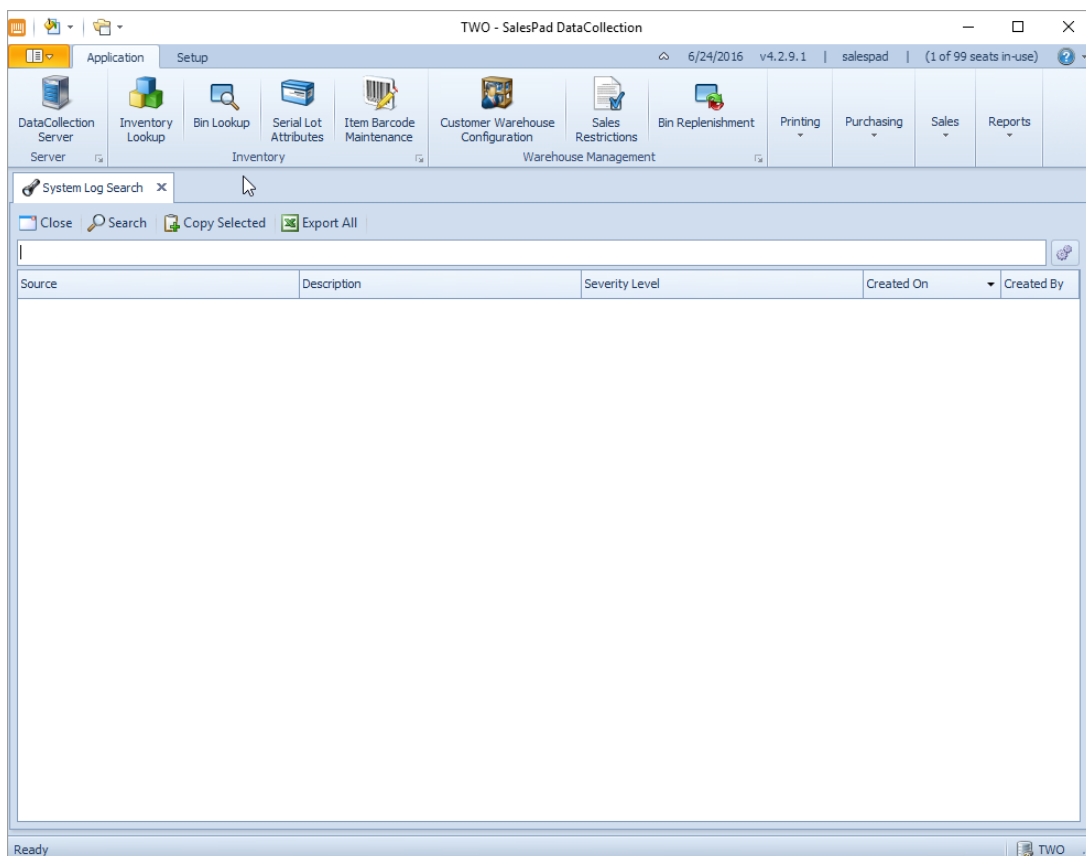 TWO - SalesPad DataCollection
Application Setup 6/24/2016 v4.2.9.1 | salespad | (1 of 99 seats in-use)
DataCollection Server
Inventory Lookup
Bin Lookup
Serial Lot Attributes
Item Barcode Maintenance
Customer Warehouse Configuration
Sales Restrictions
Bin Replenishment
Printing
Purchasing
Sales
Reports
Server Inventory Warehouse Management
System Log Search
Close Search Copy Selected Export All
Source Description Severity Level Created On Created By
Ready TWO